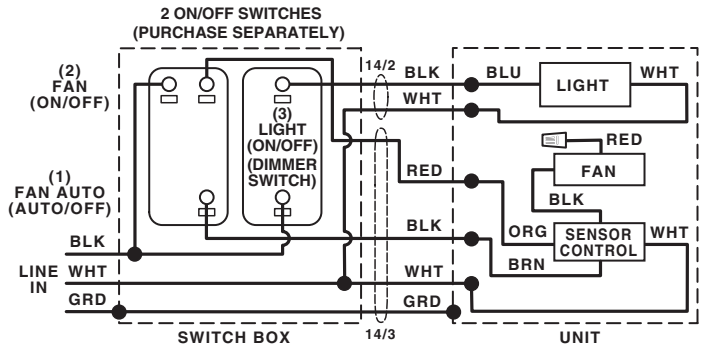 2 ON/OFF SWITCHES
(PURCHASE SEPARATELY)
(2)
FAN
(ON/OFF)
(1)
FAN AUTO
(AUTO/OFF)
(3)
LIGHT
(ON/OFF)
(DIMMER
SWITCH)
14/2
BLK
WHT
RED
BLK
WHT
GRD
BLU
LIGHT
WHT
RED
FAN
BLK
ORG
SENSOR
CONTROL
WHT
BRN
BLK
LINE
IN
WHT
GRD
SWITCH BOX
14/3
UNIT